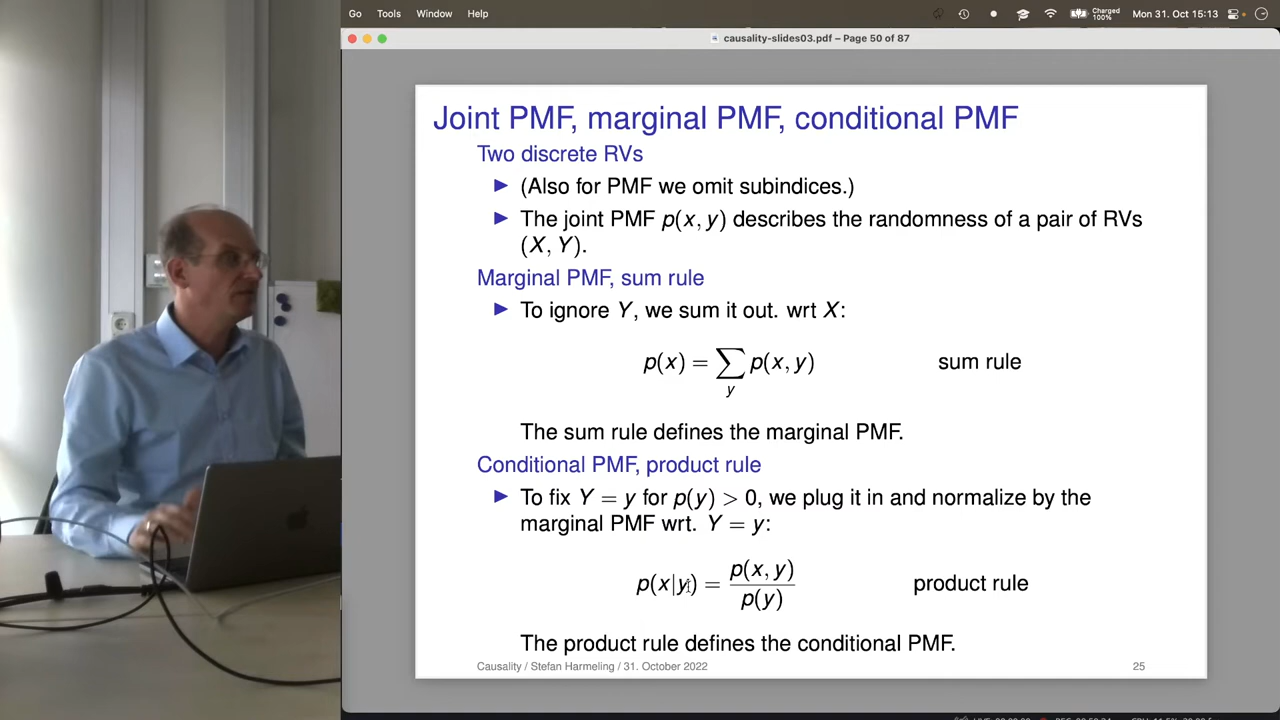 Go Tools Window Help Charged 100% Mon 31. Oct 15:13
causality-slides03.pdf – Page 50 of 87
Joint PMF, marginal PMF, conditional PMF
Two discrete RVs
▶ (Also for PMF we omit subindices.)
▶ The joint PMF p(x, y) describes the randomness of a pair of RVs
(X, Y).
Marginal PMF, sum rule
▶ To ignore Y, we sum it out. wrt X:
p(x) = ∑_y p(x, y) sum rule
The sum rule defines the marginal PMF.
Conditional PMF, product rule
▶ To fix Y = y for p(y) > 0, we plug it in and normalize by the
marginal PMF wrt. Y = y:
p(x|y) = p(x, y) / p(y) product rule
The product rule defines the conditional PMF.
Causality / Stefan Harmeling / 31. October 2022 25